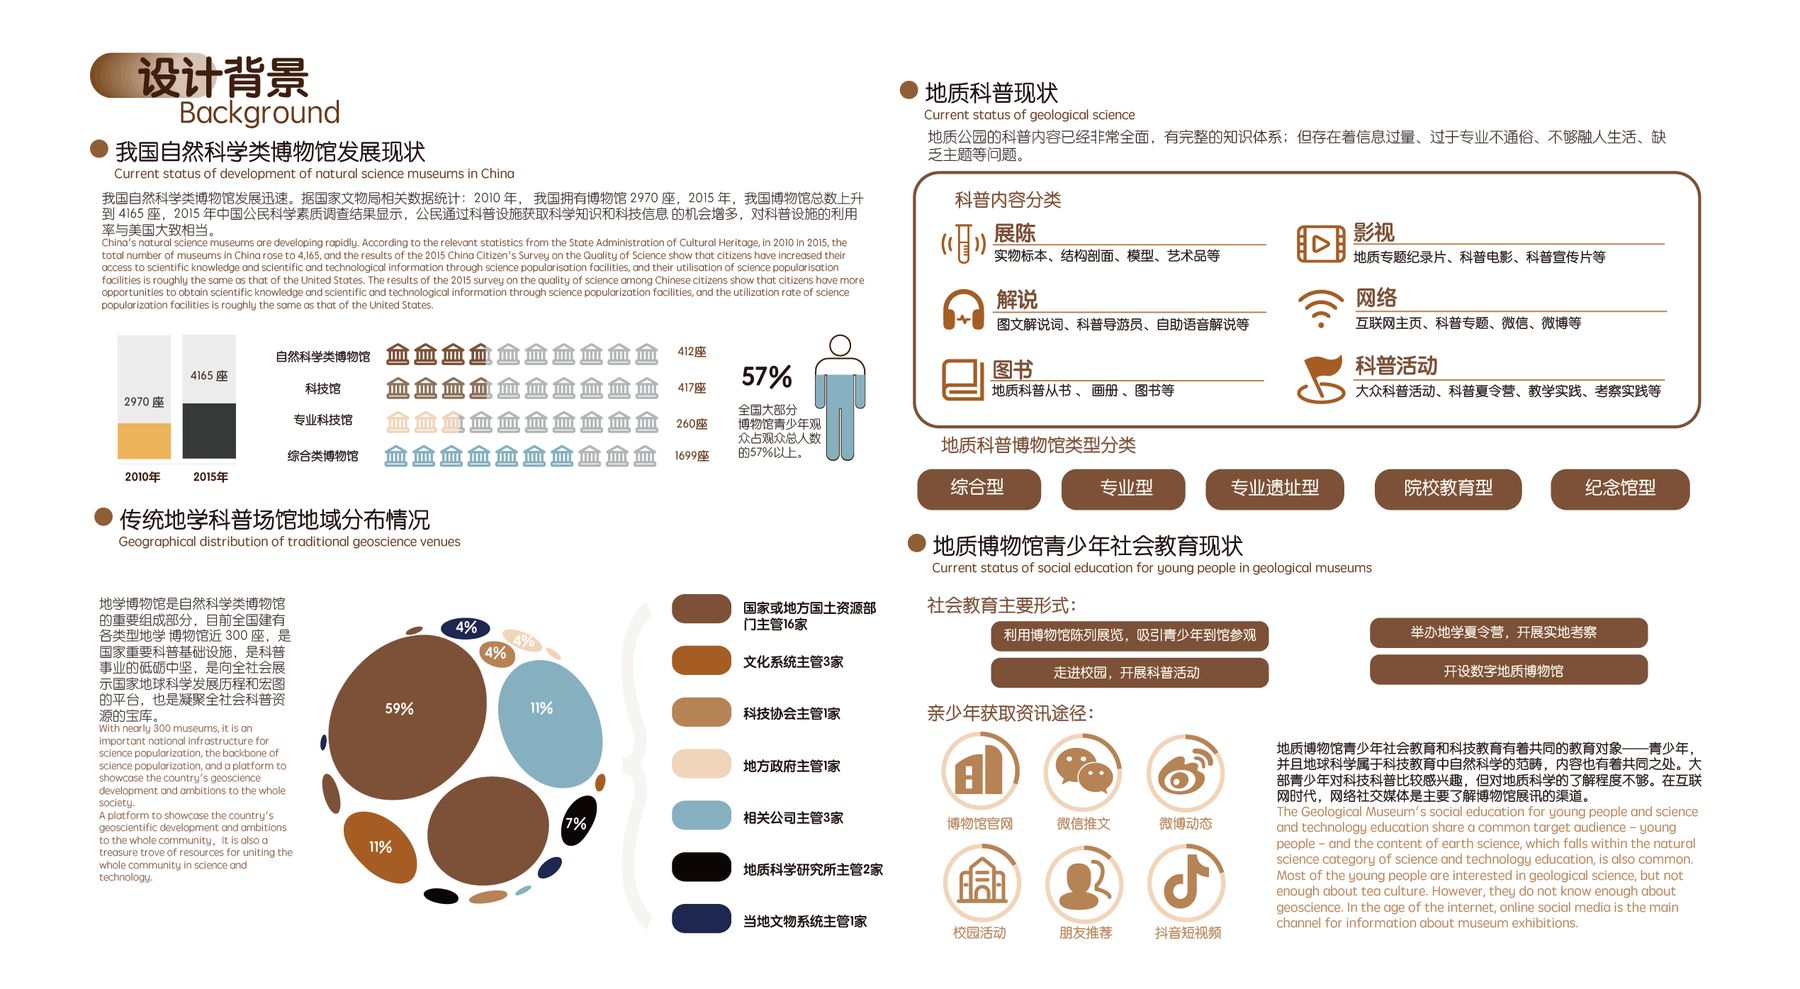 设计背景
Background
我国自然科学类博物馆发展现状
Current status of development of natural science museums in China
我国自然科学类博物馆发展迅速。据国家文物局相关数据统计：2010 年， 我国拥有博物馆 2970 座，2015 年，我国博物馆总数上升
到 4165 座，2015 年中国公民科学素质调查结果显示，公民通过科普设施获取科学知识和科技信息 的机会增多，对科普设施的利用
率与美国大致相当。
China's natural science museums are developing rapidly. According to the relevant statistics from the State Administration of Cultural Heritage, in 2010 In 2015, the
total number of museums in China rose to 4,165, and the results of the 2015 China Citizen's Survey on the Quality of Science show that citizens have increased their
access to scientific knowledge and scientific and technological information through science popularisation facilities, and their utilisation of science popularisation
facilities is roughly the same as that of the United States. The results of the 2015 survey on the quality of science among Chinese citizens show that citizens have more
opportunities to obtain scientific knowledge and scientific and technological information through science popularization facilities, and the utilization rate of science
popularization facilities is roughly the same as that of the United States.
2970 座
4165 座
2010年
2015年
自然科学类博物馆
412座
科技馆
417座
专业科技馆
260座
综合类博物馆
1699座
57%
全国大部分
博物馆青少年观
众占观众总人数
的57%以上。
传统地学科普场馆地域分布情况
Geographical distribution of traditional geoscience venues
地学博物馆是自然科学类博物馆
的重要组成部分，目前全国建有
各类型地学 博物馆近 300 座，是
国家重要科普基础设施，是科普
事业的砥砺中坚，是向全社会展
示国家地球科学发展历程和宏图
的平台，也是凝聚全社会科普资
源的宝库。
With nearly 300 museums, it is an
important national infrastructure for
science popularization, the backbone of
science popularization, and a platform to
showcase the country's geoscience
development and ambitions to the whole
society.
A platform to showcase the country's
geoscientific development and ambitions
to the whole community，It is also a
treasure trove of resources for uniting the
whole community in science and
technology.
4%
4%
4%
59%
11%
7%
11%
国家或地方国土资源部
门主管16家
文化系统主管3家
科技协会主管1家
地方政府主管1家
相关公司主管3家
地质科学研究所主管2家
当地文物系统主管1家
地质科普现状
Current status of geological science
地质公园的科普内容已经非常全面，有完整的知识体系；但存在着信息过量、过于专业不通俗、不够融人生活、缺
乏主题等问题。
科普内容分类
展陈
实物标本、结构剖面、模型、艺术品等
影视
地质专题纪录片、科普电影、科普宣传片等
解说
图文解说词、科普导游员、自助语音解说等
网络
互联网主页、科普专题、微信、微博等
图书
地质科普从书 、 画册 、图书等
科普活动
大众科普活动、科普夏令营、教学实践、考察实践等
地质科普博物馆类型分类
综合型
专业型
专业遗址型
院校教育型
纪念馆型
地质博物馆青少年社会教育现状
Current status of social education for young people in geological museums
社会教育主要形式：
利用博物馆陈列展览，吸引青少年到馆参观
举办地学夏令营，开展实地考察
走进校园，开展科普活动
开设数字地质博物馆
亲少年获取资讯途径：
博物馆官网
微信推文
微博动态
校园活动
朋友推荐
抖音短视频
地质博物馆青少年社会教育和科技教育有着共同的教育对象——青少年，
并且地球科学属于科技教育中自然科学的范畴，内容也有着共同之处。大
部青少年对科技科普比较感兴趣，但对地质科学的了解程度不够。在互联
网时代，网络社交媒体是主要了解博物馆展讯的渠道。
The Geological Museum's social education for young people and science
and technology education share a common target audience – young
people – and the content of earth science, which falls within the natural
science category of science and technology education, is also common.
Most of the young people are interested in geological science, but not
enough about tea culture. However, they do not know enough about
geoscience. In the age of the internet, online social media is the main
channel for information about museum exhibitions.